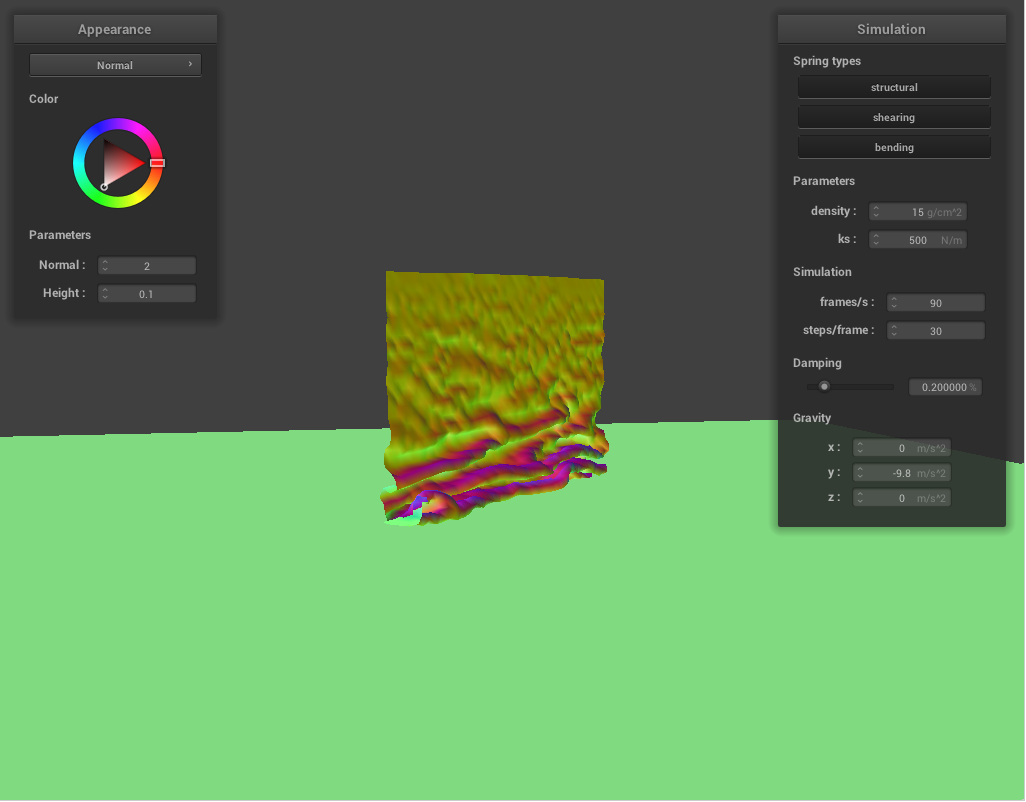 Appearance
Normal
Color
Parameters
Normal : 2
Height : 0.1
Simulation
Spring types
structural
shearing
bending
Parameters
density : 15 g/cm^2
ks : 500 N/m
Simulation
frames/s : 90
steps/frame : 30
Damping
0.200000 %
Gravity
x : 0 m/s^2
y : -9.8 m/s^2
z : 0 m/s^2